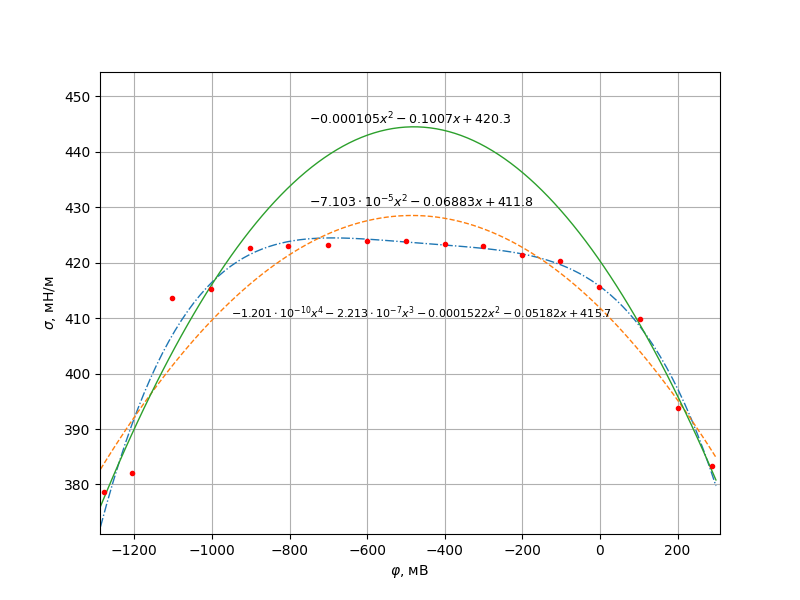 450
440
430
420
410
400
390
380
σ, мН/м
−0.000105x² − 0.1007x + 420.3
−7.103 · 10⁻⁵x² − 0.06883x + 411.8
−1.201 · 10⁻¹⁰x⁴ − 2.213 · 10⁻⁷x³ − 0.0001522x² − 0.05182x + 415.7
−1200 −1000 −800 −600 −400 −200 0 200
φ, мВ